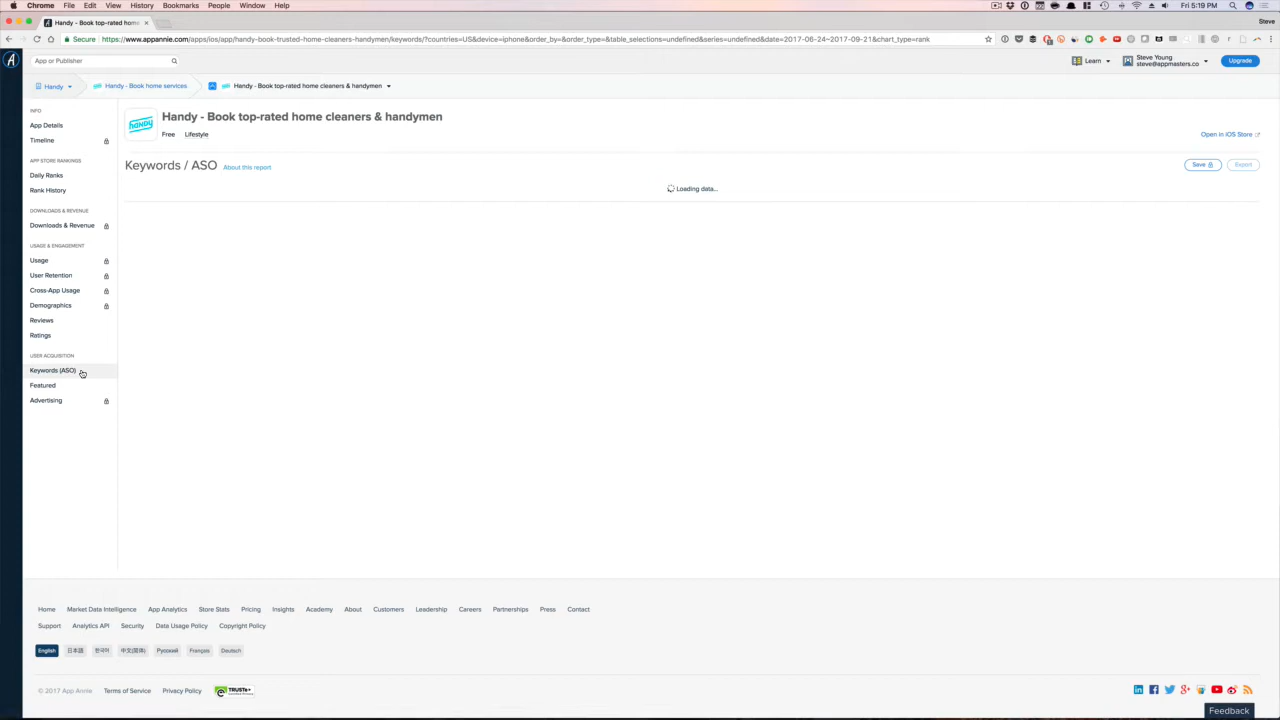 Chrome File Edit View History Bookmarks People Window Help
Fri 5:19 PM
Handy - Book top-rated home
Steve
Secure https://www.appannie.com/apps/ios/app/handy-book-trusted-home-cleaners-handymen/keywords/?countries=US&device=iphone&order_by=&order_type=&table_selections=undefined&series=undefined&date=2017-06-24~2017-09-21&chart_type=rank
App or Publisher
Learn
Steve Young
steve@appmasters.co
Upgrade
Handy
Handy - Book home services
Handy - Book top-rated home cleaners & handymen
INFO
App Details
Timeline
APP STORE RANKINGS
Daily Ranks
Rank History
DOWNLOADS & REVENUE
Downloads & Revenue
USAGE & ENGAGEMENT
Usage
User Retention
Cross-App Usage
Demographics
Reviews
Ratings
USER ACQUISITION
Keywords (ASO)
Featured
Advertising
handy
Handy - Book top-rated home cleaners & handymen
Free Lifestyle
Open in iOS Store
Keywords / ASO About this report
Save
Export
Loading data...
Home Market Data Intelligence App Analytics Store Stats Pricing Insights Academy About Customers Leadership Careers Partnerships Press Contact
Support Analytics API Security Data Usage Policy Copyright Policy
English 日本語 한국어 中文(简体) Русский Français Deutsch
© 2017 App Annie Terms of Service Privacy Policy TRUSTe
Feedback